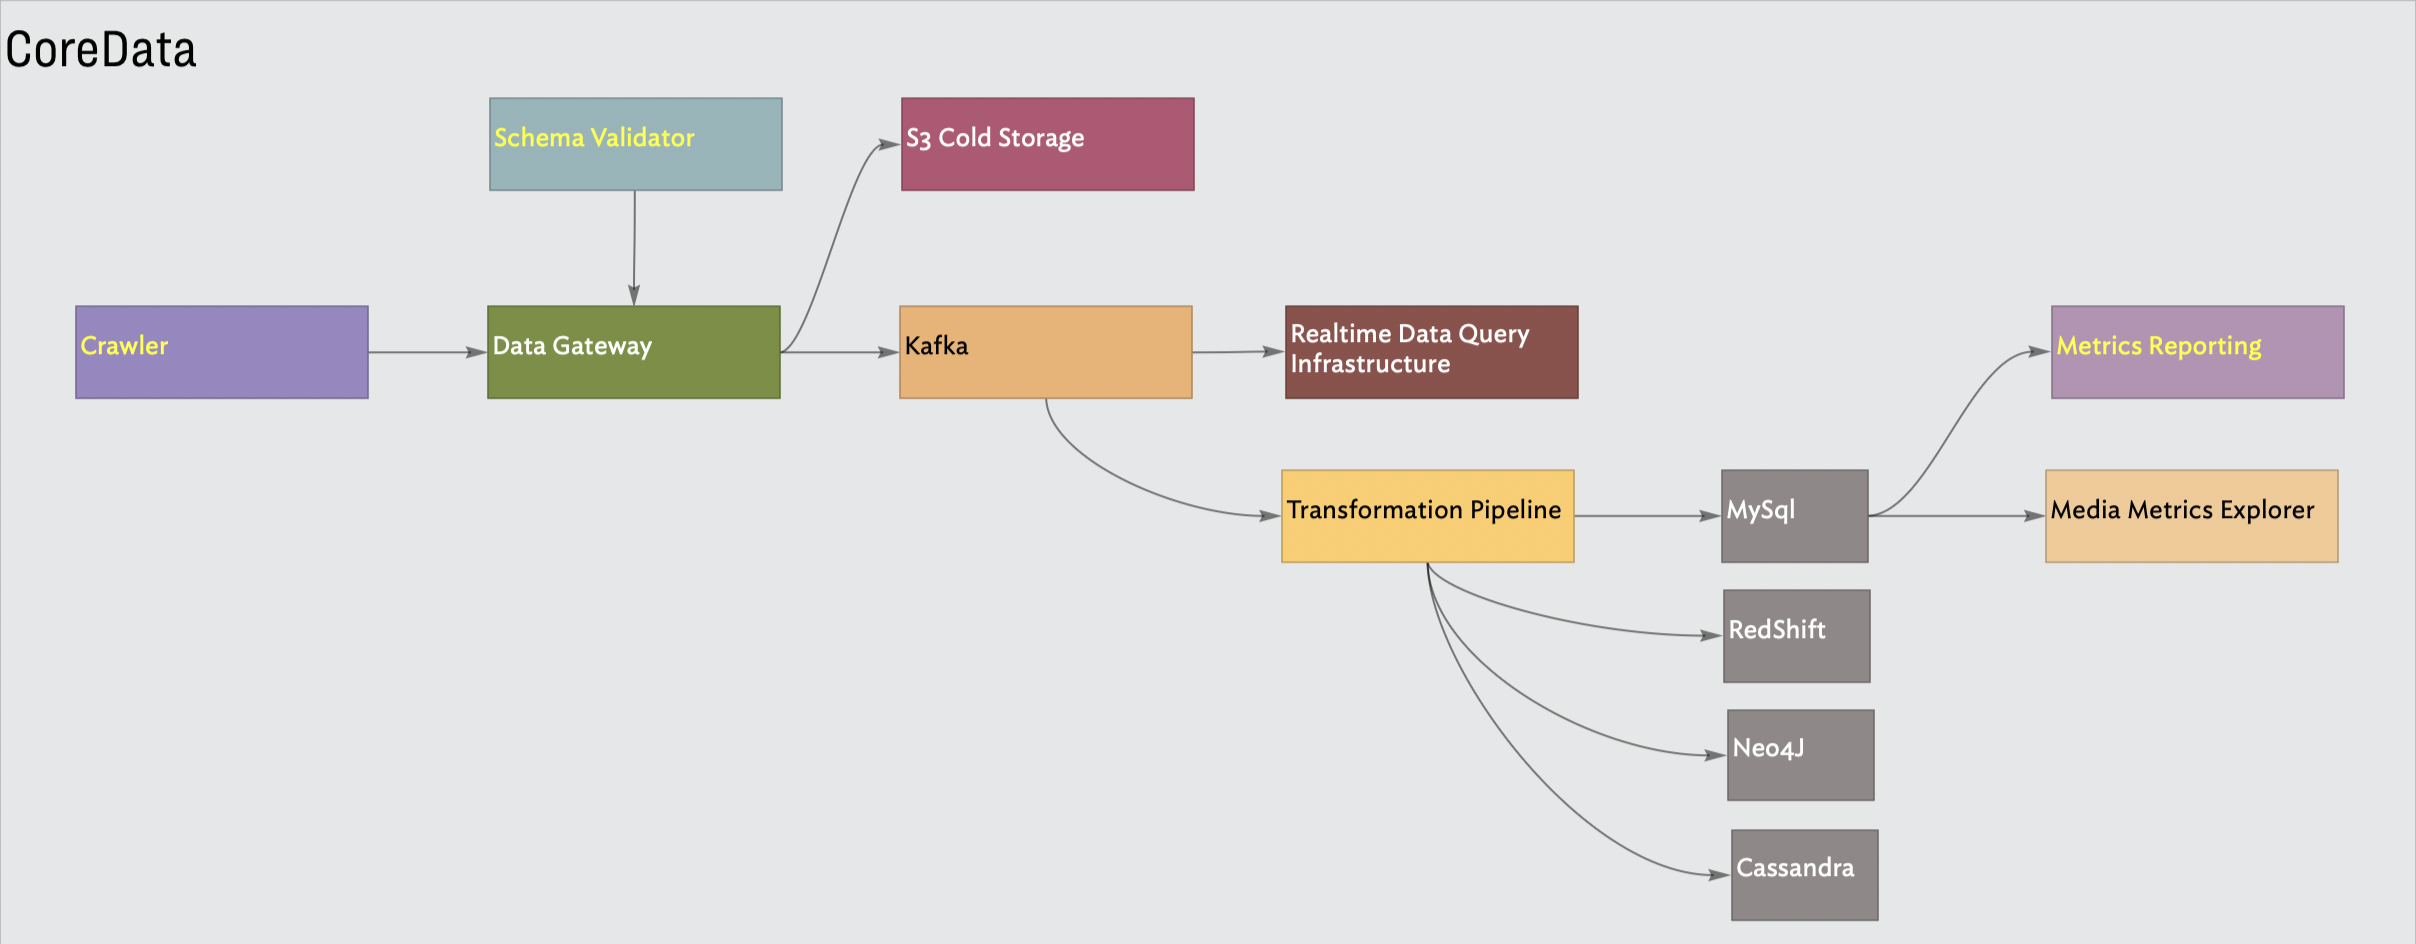 CoreData
Schema Validator
S3 Cold Storage
Crawler
Data Gateway
Kafka
Realtime Data Query
Infrastructure
Metrics Reporting
Transformation Pipeline
MySql
Media Metrics Explorer
RedShift
Neo4J
Cassandra